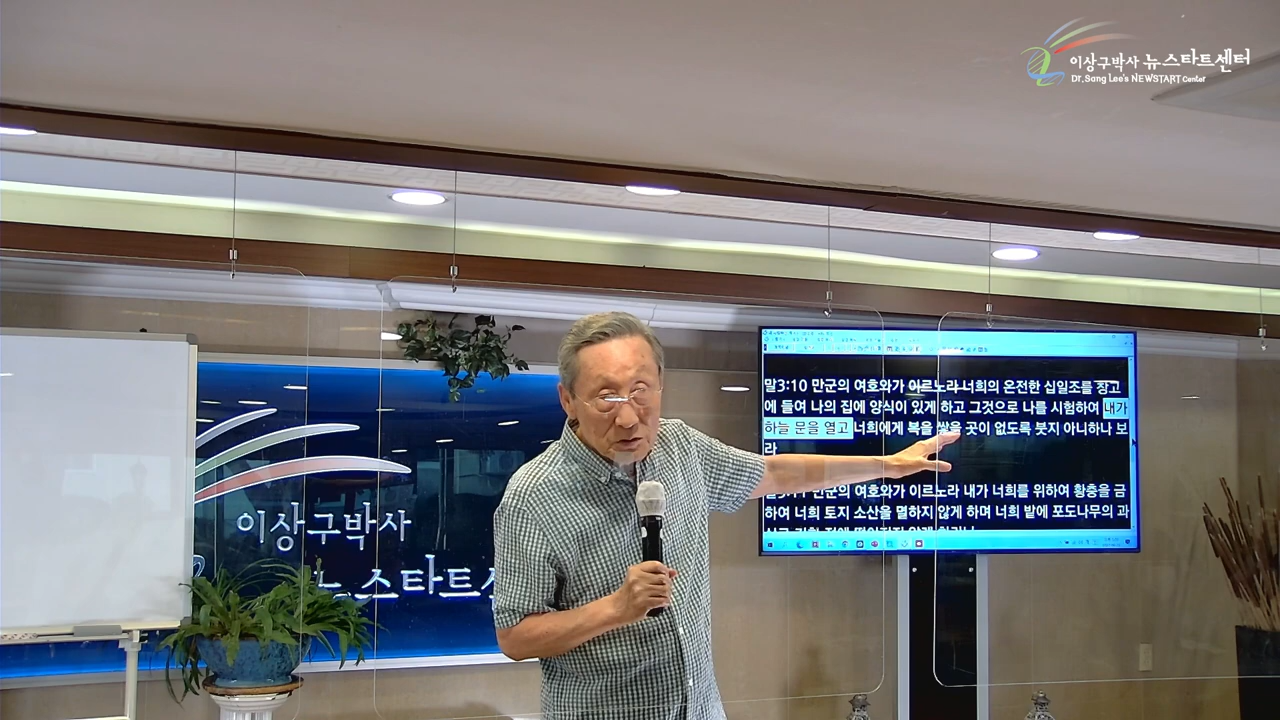 이상구박사 뉴스타트센터
Dr. Sang Lee's NEWSTART Center
말3:10 만군의 여호와가 이르노라 너희의 온전한 십일조를 창고
에 들여 나의 집에 양식이 있게 하고 그것으로 나를 시험하여 내가
하늘 문을 열고 너희에게 복을 쌓을 곳이 없도록 붓지 아니하나 보
라
만군의 여호와가 이르노라 내가 너희를 위하여 황충을 금
하여 너희 토지 소산을 멸하지 않게 하며 너희 밭에 포도나무의 과
이상구박사
뉴스타트